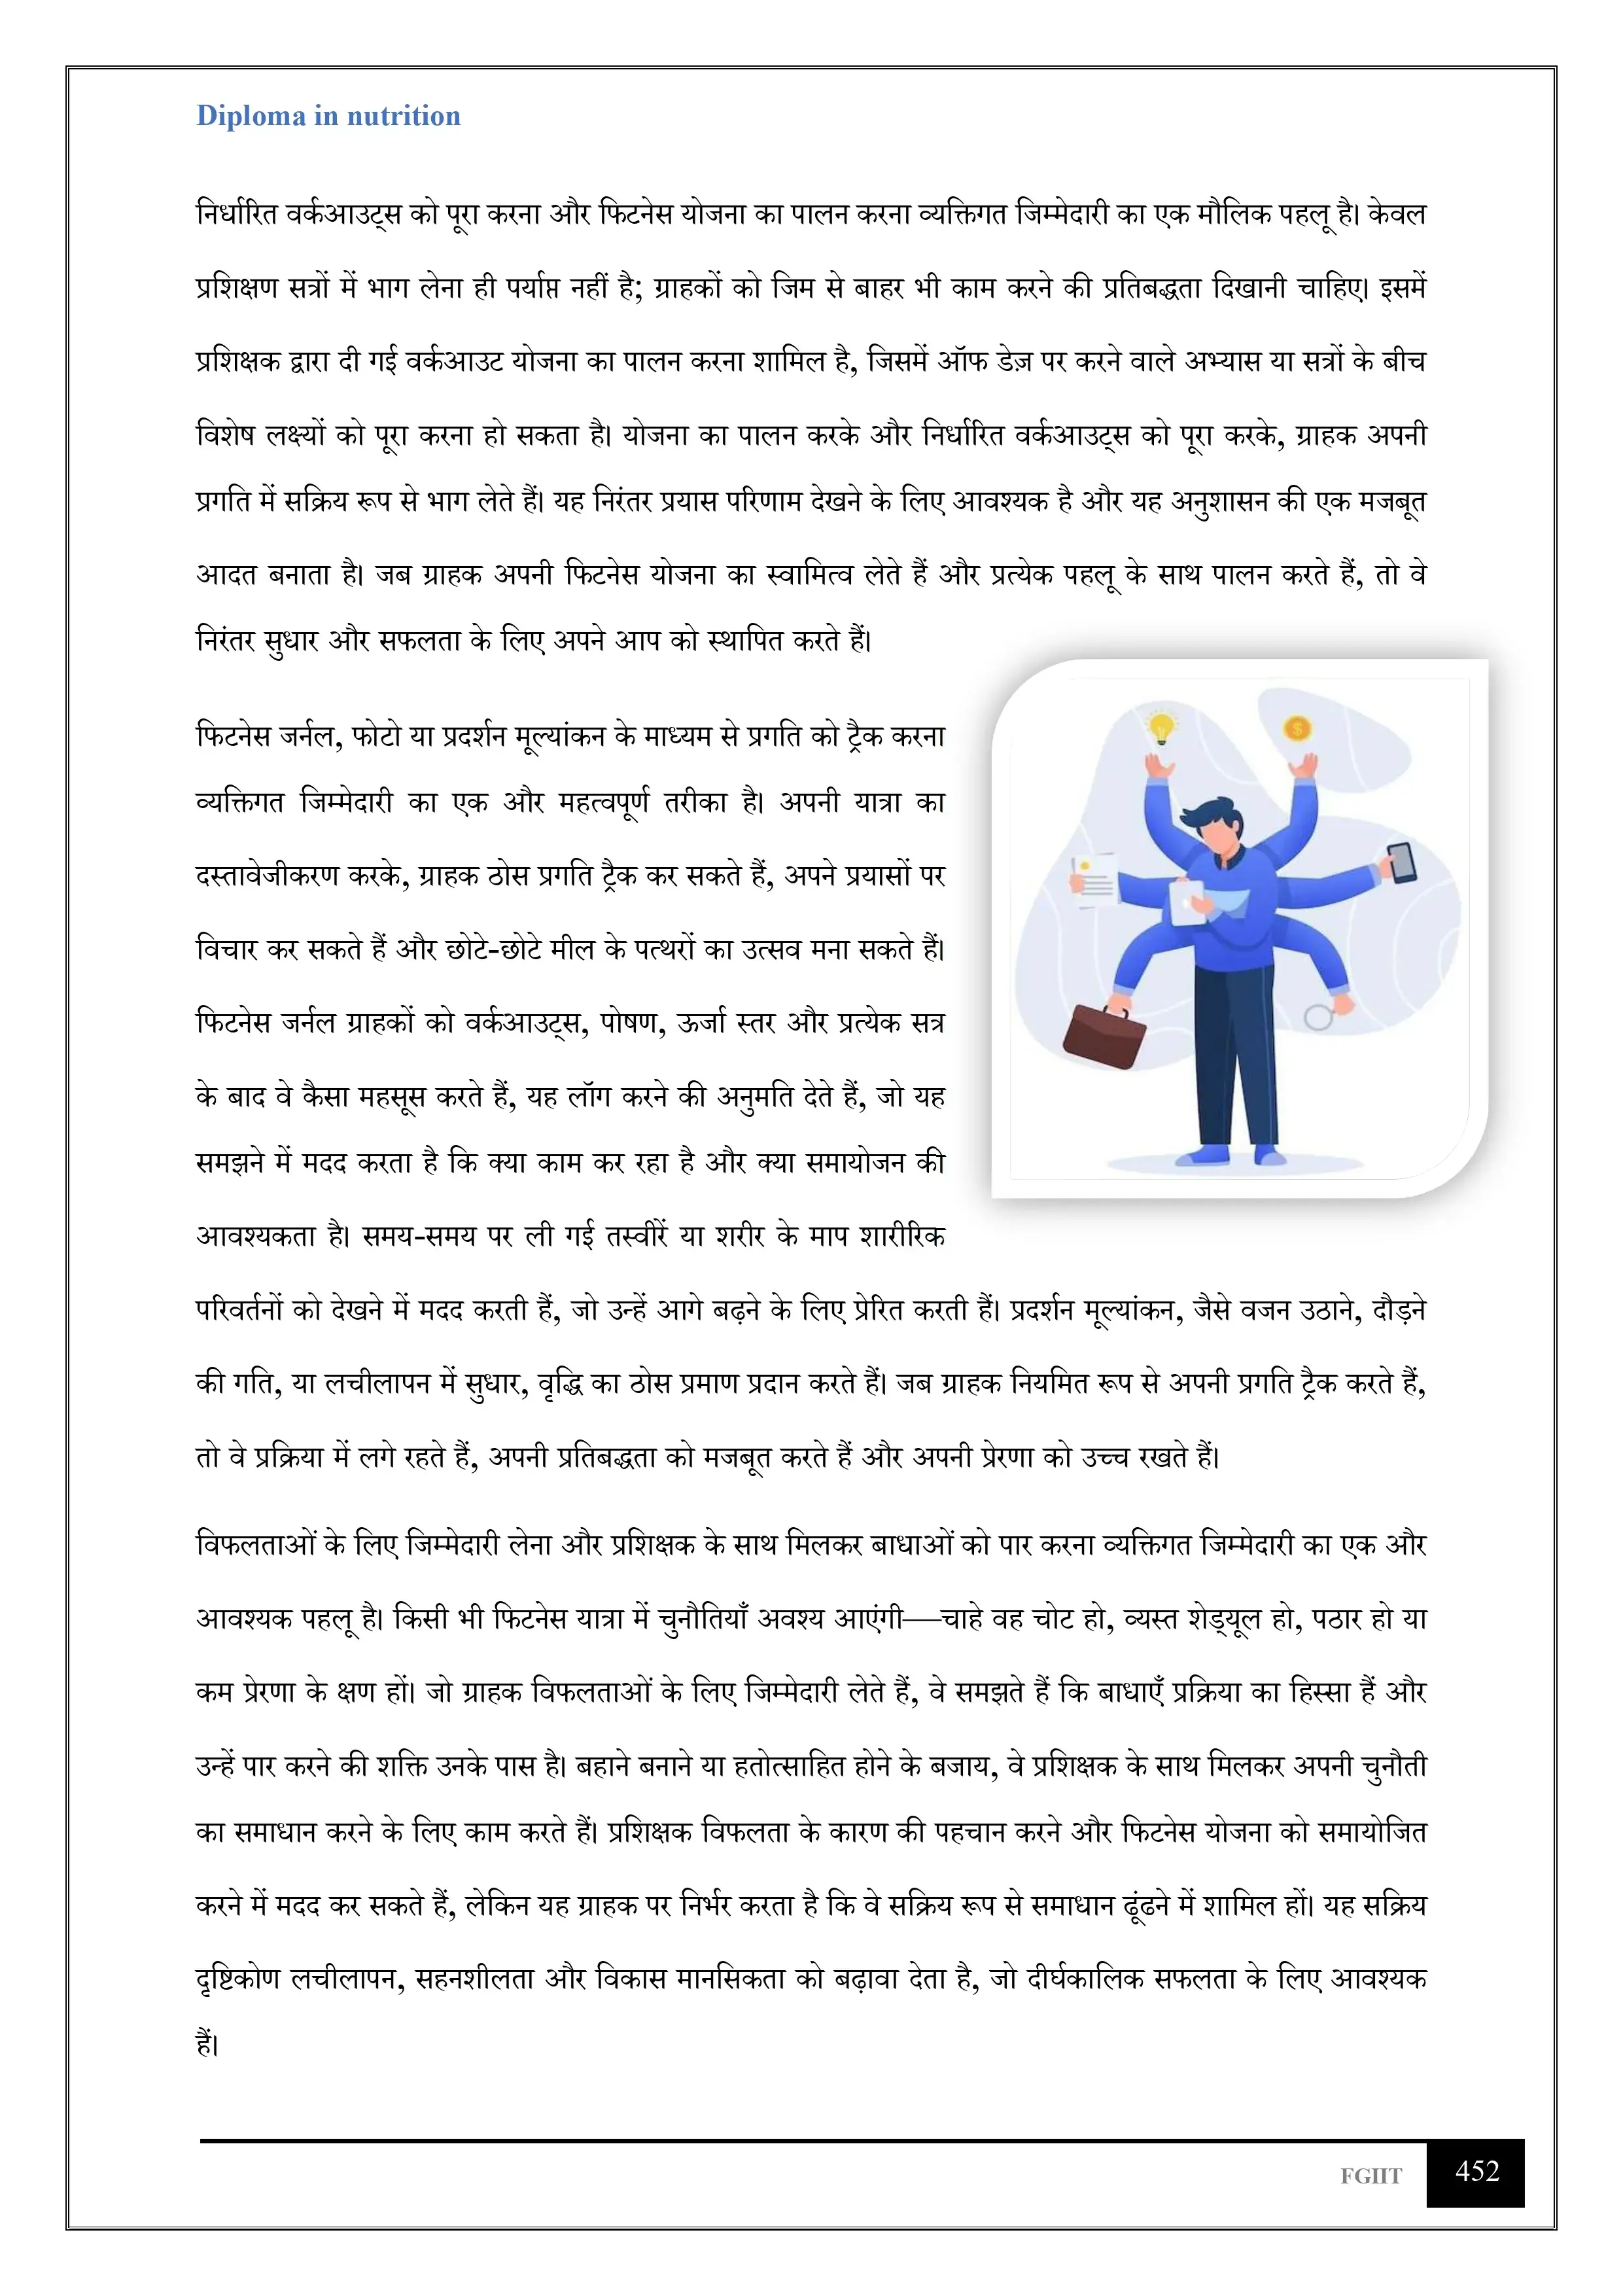 Diploma in nutrition
निर्धारित वर्कआउट्स को पूरा करना और फिटनेस योजना का पालन करना व्यक्तिगत जिम्मेदारी का एक मौलिक पहलू है। केवल
प्रशिक्षण सत्रों में भाग लेना ही पर्याप्त नहीं है; ग्राहकों को जिम से बाहर भी काम करने की प्रतिबद्धता दिखानी चाहिए। इसमें
प्रशिक्षक द्वारा दी गई वर्कआउट योजना का पालन करना शामिल है, जिसमें ऑफ डेज़ पर करने वाले अभ्यास या सत्रों के बीच
विशेष लक्ष्यों को पूरा करना हो सकता है। योजना का पालन करके और निर्धारित वर्कआउट्स को पूरा करके, ग्राहक अपनी
प्रगति में सक्रिय रूप से भाग लेते हैं। यह निरंतर प्रयास परिणाम देखने के लिए आवश्यक है और यह अनुशासन की एक मजबूत
आदत बनाता है। जब ग्राहक अपनी फिटनेस योजना का स्वामित्व लेते हैं और प्रत्येक पहलू के साथ पालन करते हैं, तो वे
निरंतर सुधार और सफलता के लिए अपने आप को स्थापित करते हैं।
फिटनेस जर्नल, फोटो या प्रदर्शन मूल्यांकन के माध्यम से प्रगति को ट्रैक करना
व्यक्तिगत जिम्मेदारी का एक और महत्वपूर्ण तरीका है। अपनी यात्रा का
दस्तावेजीकरण करके, ग्राहक ठोस प्रगति ट्रैक कर सकते हैं, अपने प्रयासों पर
विचार कर सकते हैं और छोटे-छोटे मील के पत्थरों का उत्सव मना सकते हैं।
फिटनेस जर्नल ग्राहकों को वर्कआउट्स, पोषण, ऊर्जा स्तर और प्रत्येक सत्र
के बाद वे कैसा महसूस करते हैं, यह लॉग करने की अनुमति देते हैं, जो यह
समझने में मदद करता है कि क्या काम कर रहा है और क्या समायोजन की
आवश्यकता है। समय-समय पर ली गई तस्वीरें या शरीर के माप शारीरिक
परिवर्तनों को देखने में मदद करती हैं, जो उन्हें आगे बढ़ने के लिए प्रेरित करती हैं। प्रदर्शन मूल्यांकन, जैसे वजन उठाने, दौड़ने
की गति, या लचीलापन में सुधार, वृद्धि का ठोस प्रमाण प्रदान करते हैं। जब ग्राहक नियमित रूप से अपनी प्रगति ट्रैक करते हैं,
तो वे प्रक्रिया में लगे रहते हैं, अपनी प्रतिबद्धता को मजबूत करते हैं और अपनी प्रेरणा को उच्च रखते हैं।
विफलताओं के लिए जिम्मेदारी लेना और प्रशिक्षक के साथ मिलकर बाधाओं को पार करना व्यक्तिगत जिम्मेदारी का एक और
आवश्यक पहलू है। किसी भी फिटनेस यात्रा में चुनौतियाँ अवश्य आएंगी—चाहे वह चोट हो, व्यस्त शेड्यूल हो, पठार हो या
कम प्रेरणा के क्षण हों। जो ग्राहक विफलताओं के लिए जिम्मेदारी लेते हैं, वे समझते हैं कि बाधाएँ प्रक्रिया का हिस्सा हैं और
उन्हें पार करने की शक्ति उनके पास है। बहाने बनाने या हतोत्साहित होने के बजाय, वे प्रशिक्षक के साथ मिलकर अपनी चुनौती
का समाधान करने के लिए काम करते हैं। प्रशिक्षक विफलता के कारण की पहचान करने और फिटनेस योजना को समायोजित
करने में मदद कर सकते हैं, लेकिन यह ग्राहक पर निर्भर करता है कि वे सक्रिय रूप से समाधान ढूंढने में शामिल हों। यह सक्रिय
दृष्टिकोण लचीलापन, सहनशीलता और विकास मानसिकता को बढ़ावा देता है, जो दीर्घकालिक सफलता के लिए आवश्यक
हैं।
FGIIT 452